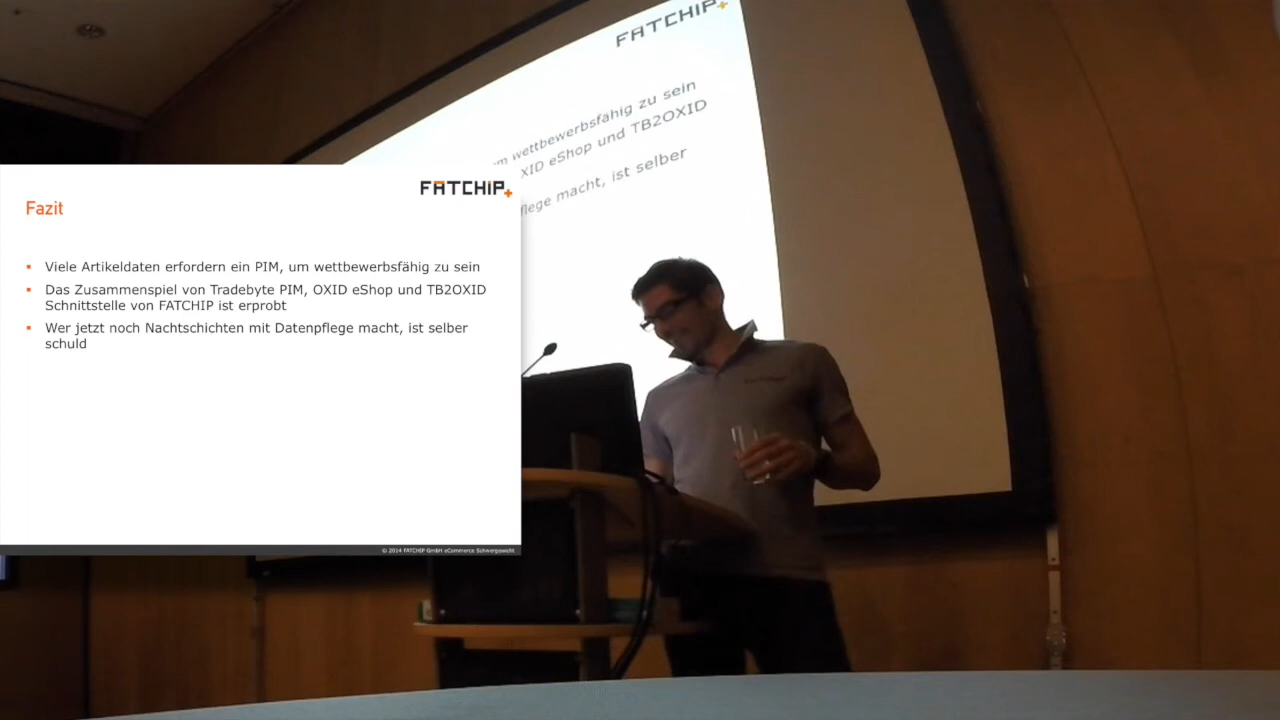 FATCHIP+
um wettbewerbsfähig zu sein
XID eShop und TB2OXID
flege macht, ist selber
FATCHIP+
Fazit
▪ Viele Artikeldaten erfordern ein PIM, um wettbewerbsfähig zu sein
▪ Das Zusammenspiel von Tradebyte PIM, OXID eShop und TB2OXID
Schnittstelle von FATCHIP ist erprobt
▪ Wer jetzt noch Nachtschichten mit Datenpflege macht, ist selber
schuld
© 2014 FATCHIP GmbH eCommerce Schwergewicht